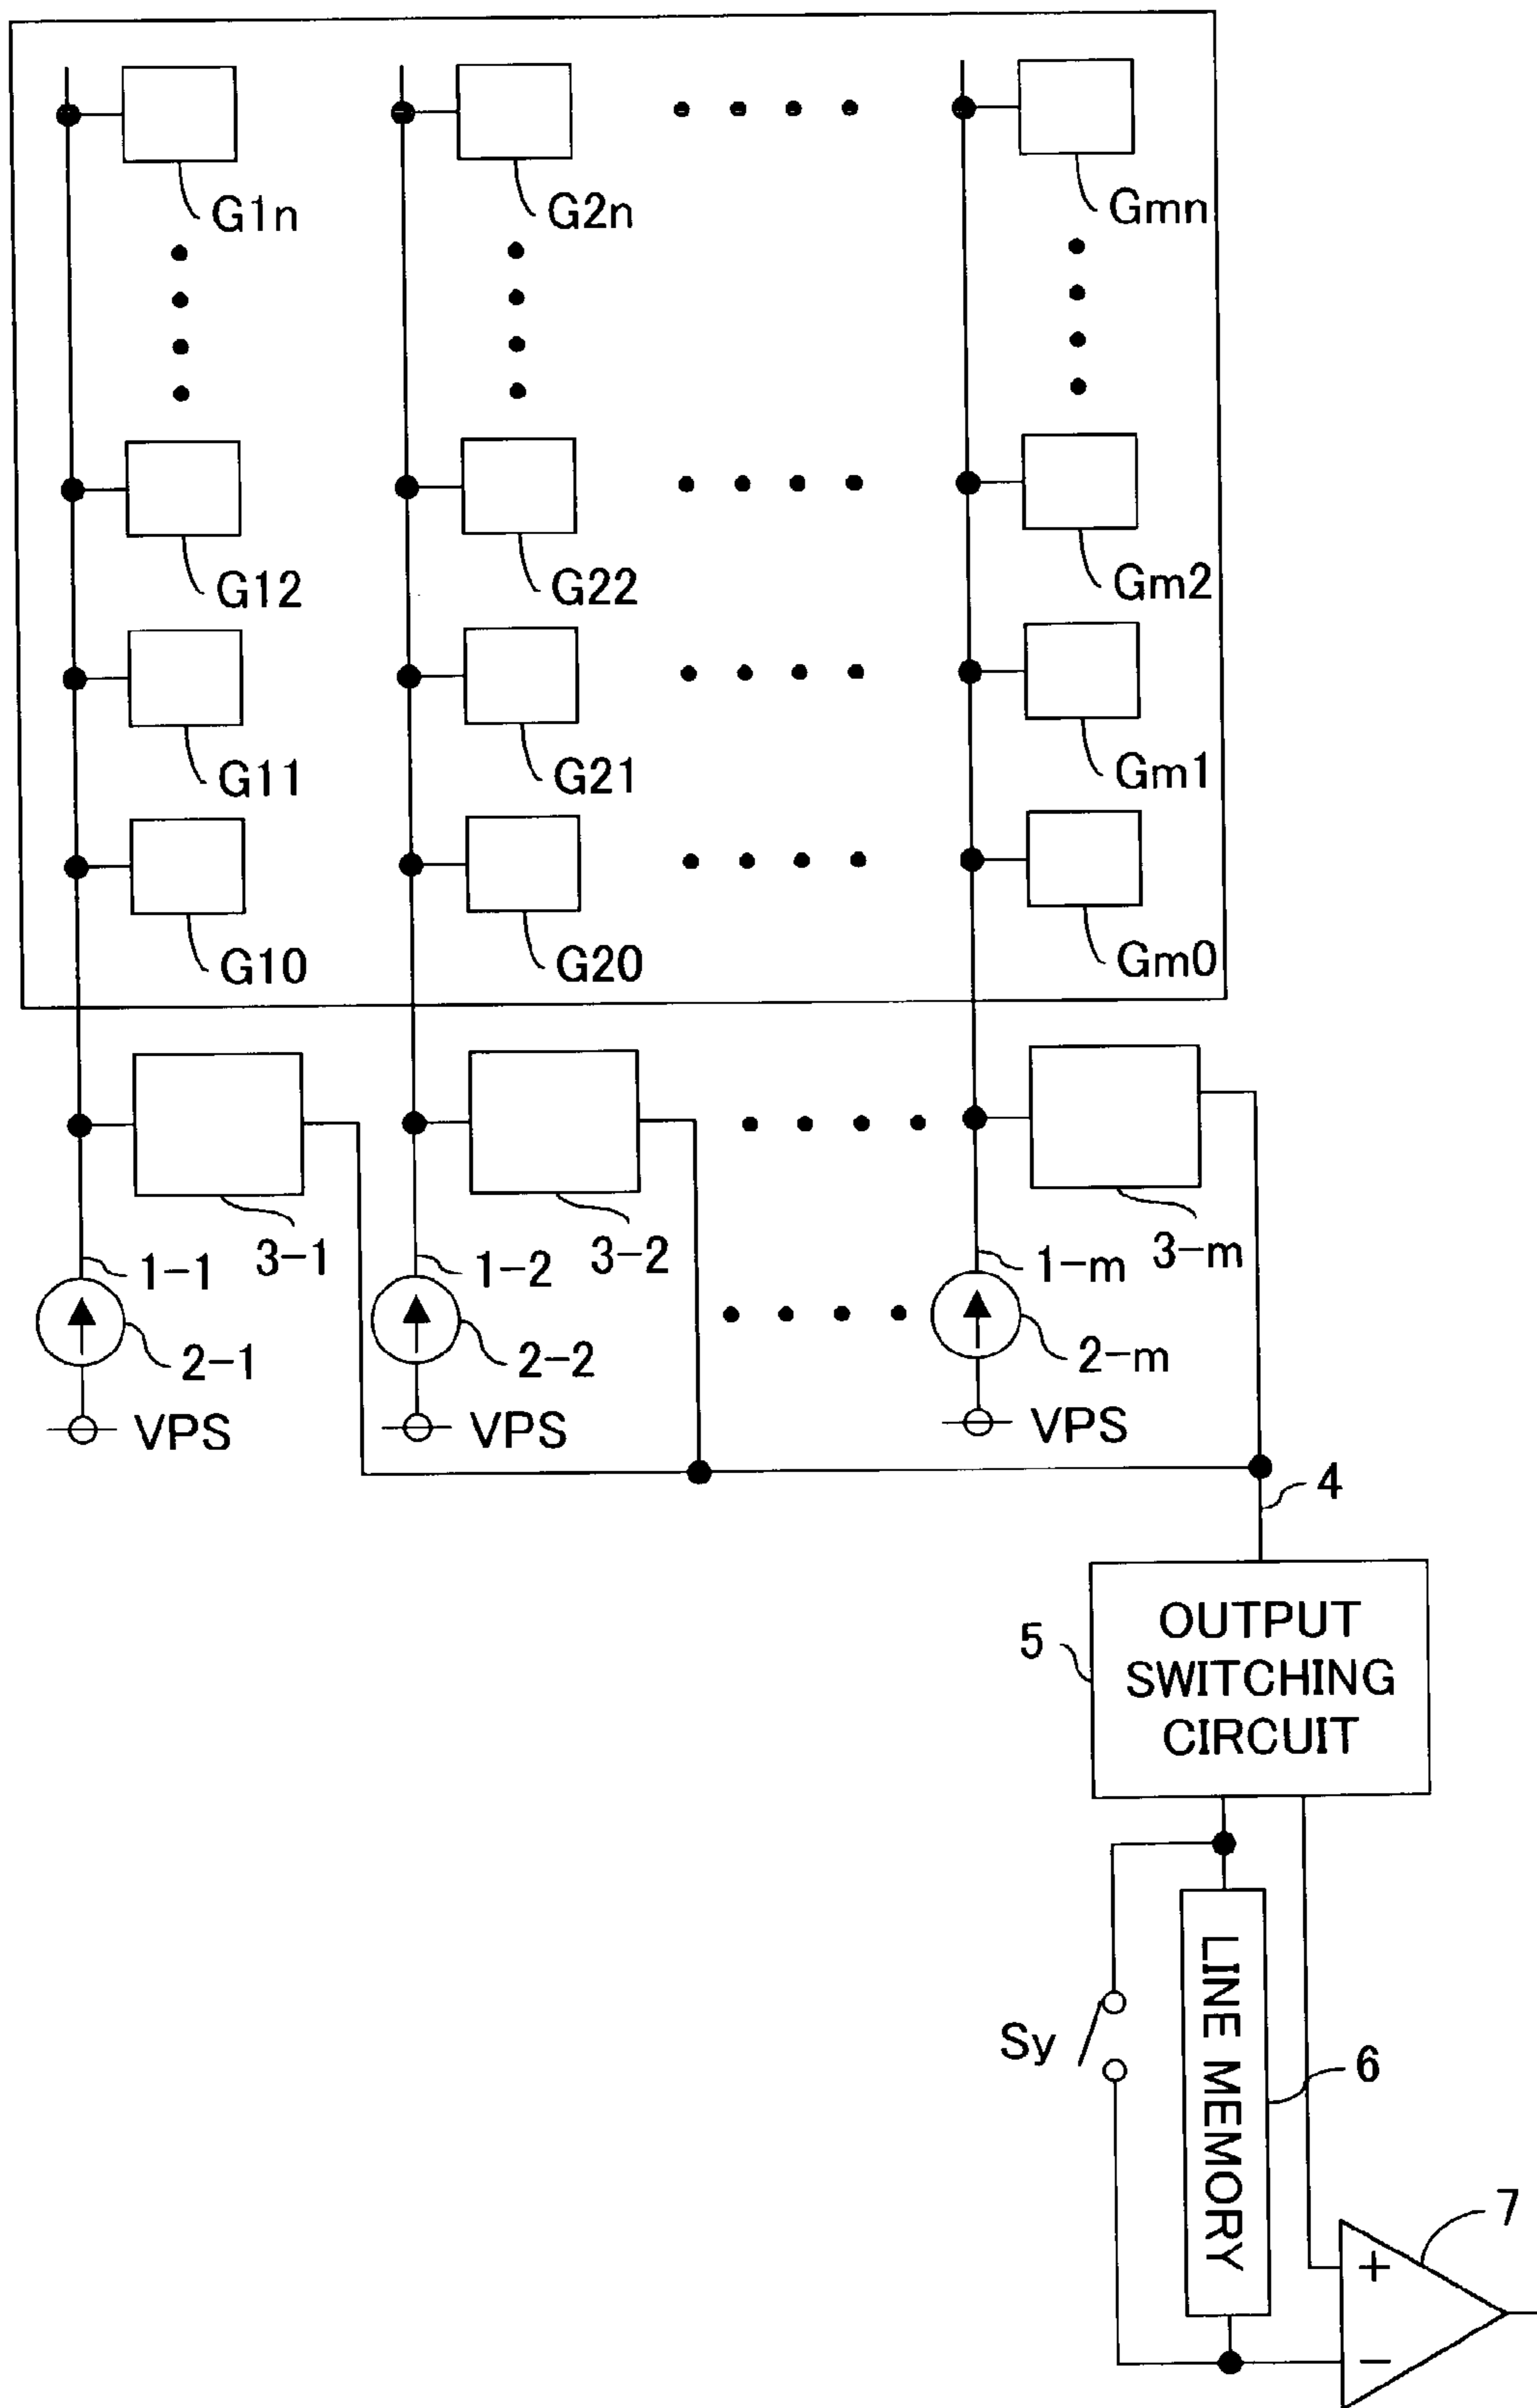 G1n
G2n
Gmn
G12
G22
Gm2
G11
G21
Gm1
G10
G20
Gm0
3-1
3-2
3-m
1-1
1-2
1-m
2-1
2-2
2-m
VPS
VPS
VPS
4
5
OUTPUT
SWITCHING
CIRCUIT
Sy
LINE MEMORY
6
7
+
−